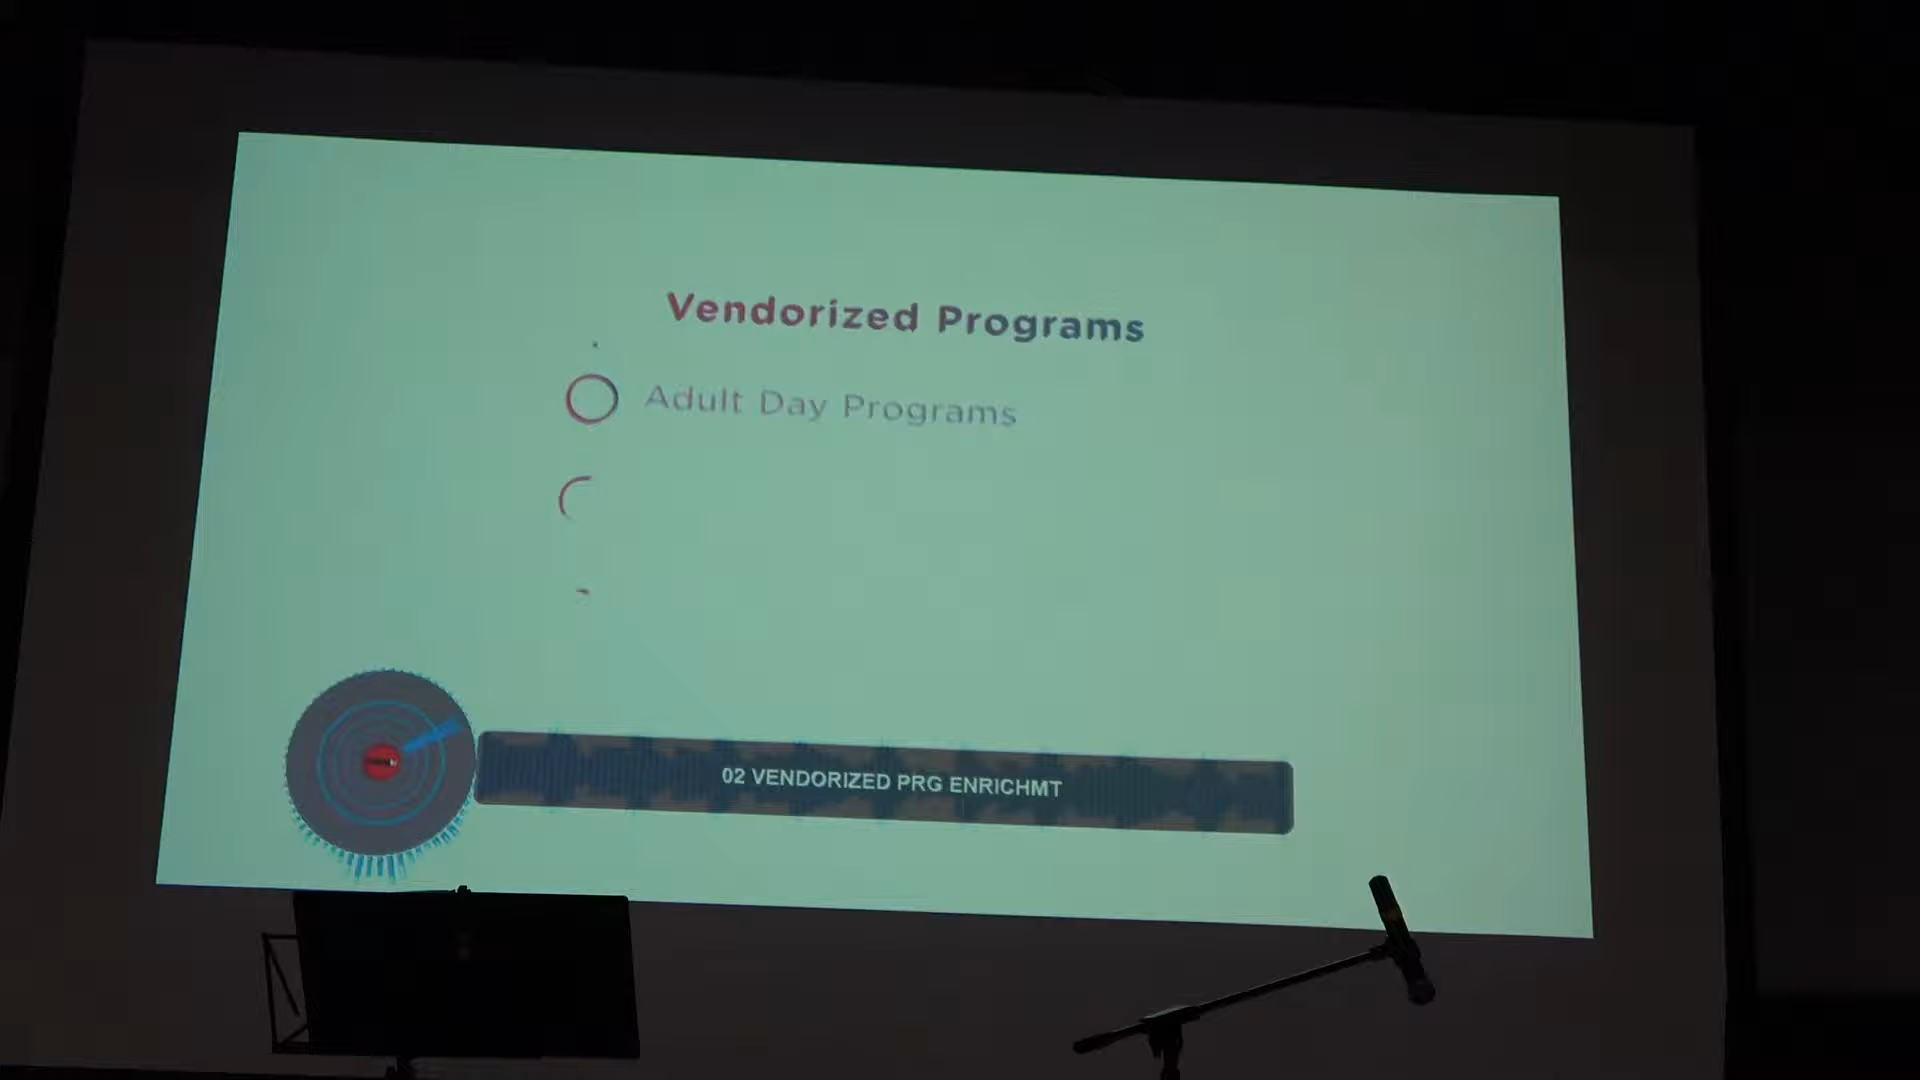 Vendorized Programs
Adult Day Programs
02 VENDORIZED PRG ENRICHMT